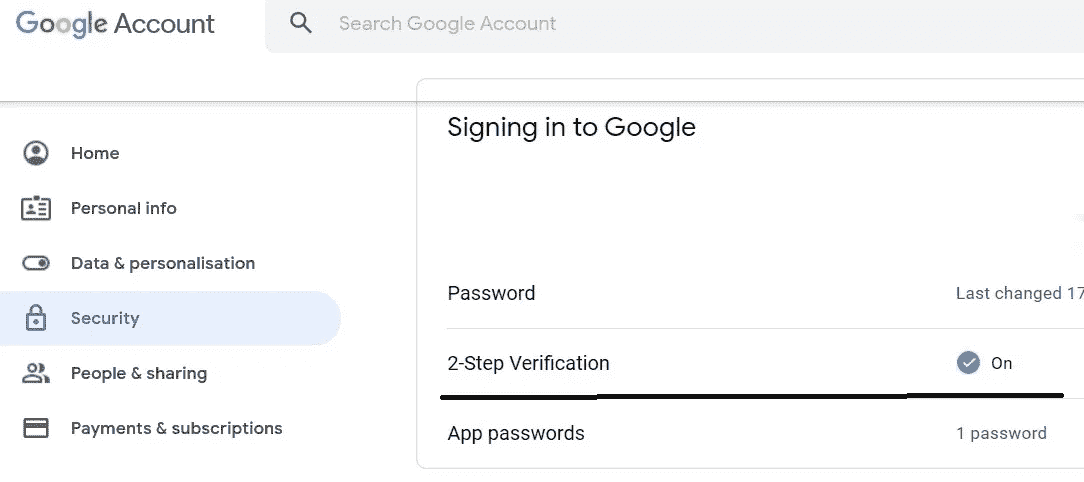 Google Account
Search Google Account
Home
Personal info
Data & personalisation
Security
People & sharing
Payments & subscriptions
Signing in to Google
Password
Last changed 17
2-Step Verification
On
App passwords
1 password